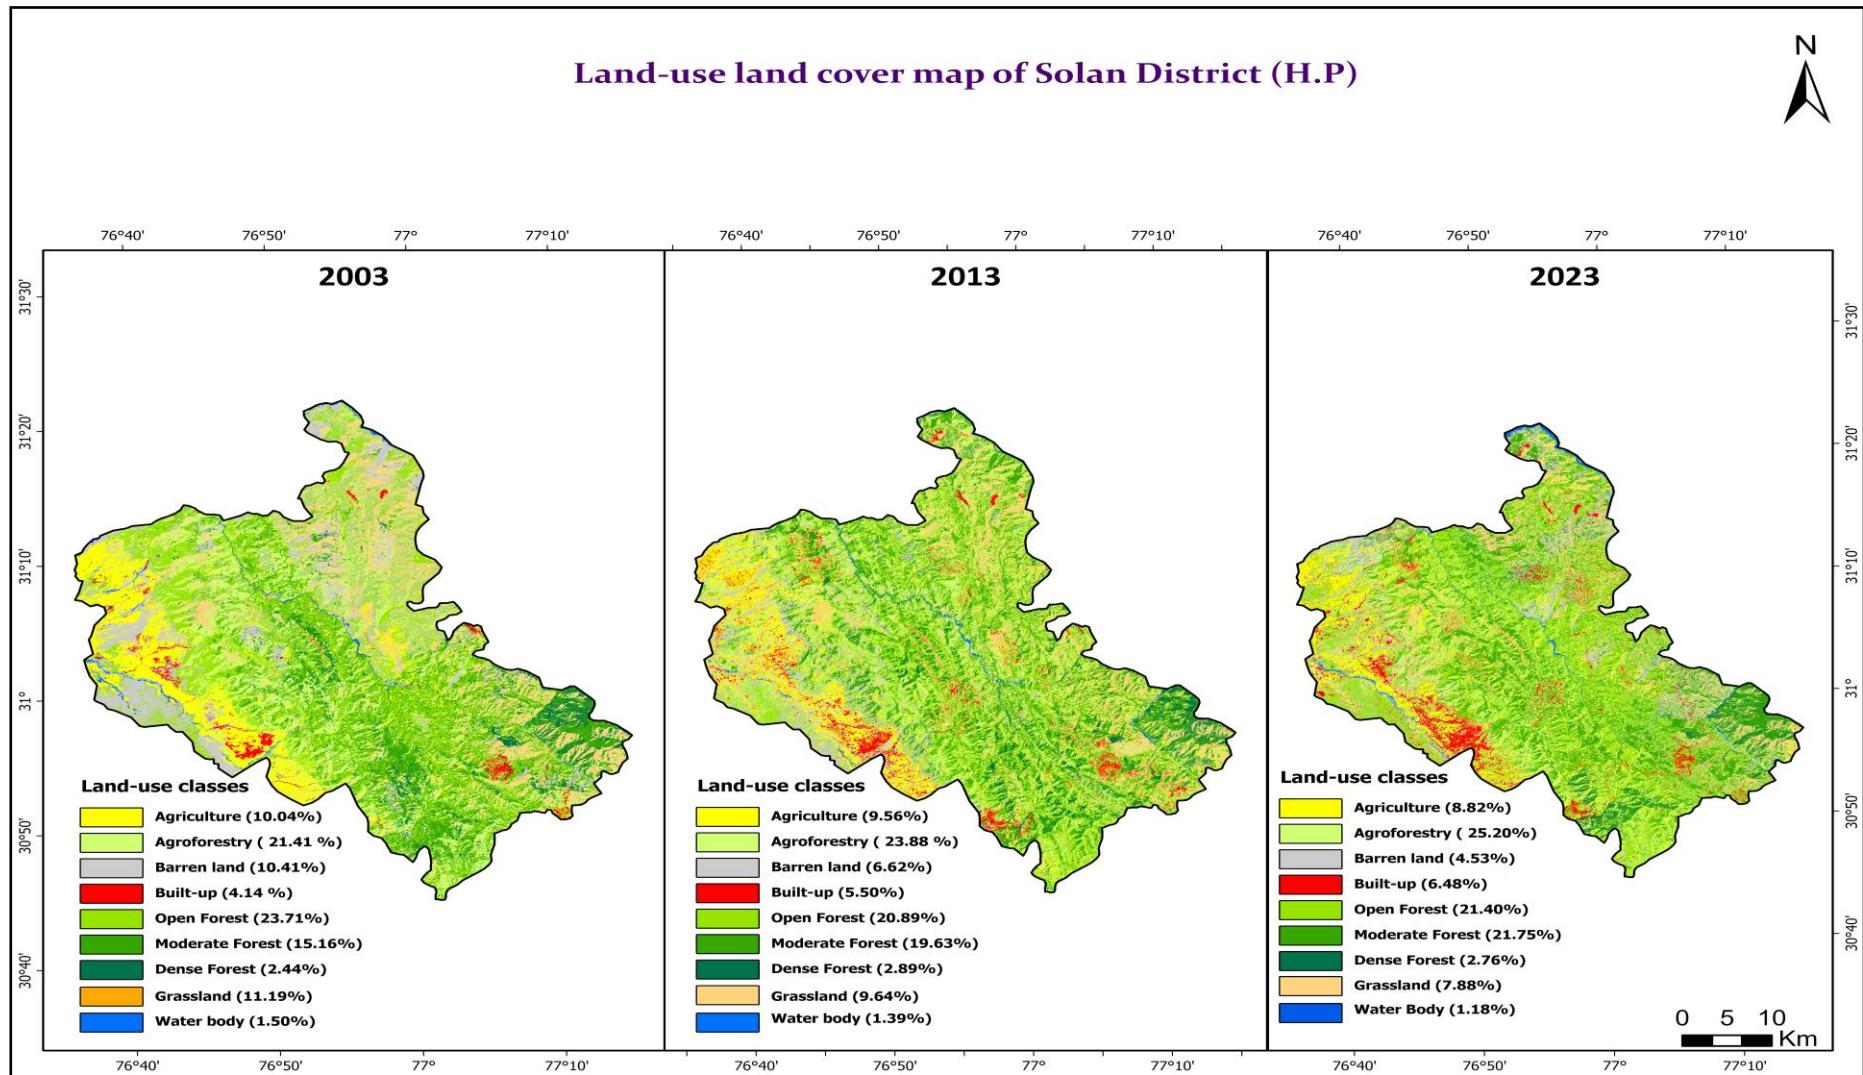 Land-use land cover map of Solan District (H.P)
N
76°40' 76°50' 77° 77°10' 76°40' 76°50' 77° 77°10' 76°40' 76°50' 77° 77°10'
2003
2013
2023
31°30'
31°20'
31°10'
31°
30°50'
30°40'
Land-use classes
Agriculture (10.04%)
Agroforestry ( 21.41 %)
Barren land (10.41%)
Built-up (4.14 %)
Open Forest (23.71%)
Moderate Forest (15.16%)
Dense Forest (2.44%)
Grassland (11.19%)
Water body (1.50%)
Land-use classes
Agriculture (9.56%)
Agroforestry ( 23.88 %)
Barren land (6.62%)
Built-up (5.50%)
Open Forest (20.89%)
Moderate Forest (19.63%)
Dense Forest (2.89%)
Grassland (9.64%)
Water body (1.39%)
Land-use classes
Agriculture (8.82%)
Agroforestry ( 25.20%)
Barren land (4.53%)
Built-up (6.48%)
Open Forest (21.40%)
Moderate Forest (21.75%)
Dense Forest (2.76%)
Grassland (7.88%)
Water Body (1.18%)
31°30'
31°20'
31°10'
31°
30°50'
30°40'
0 5 10
Km
76°40' 76°50' 77° 77°10' 76°40' 76°50' 77° 77°10' 76°40' 76°50' 77° 77°10'